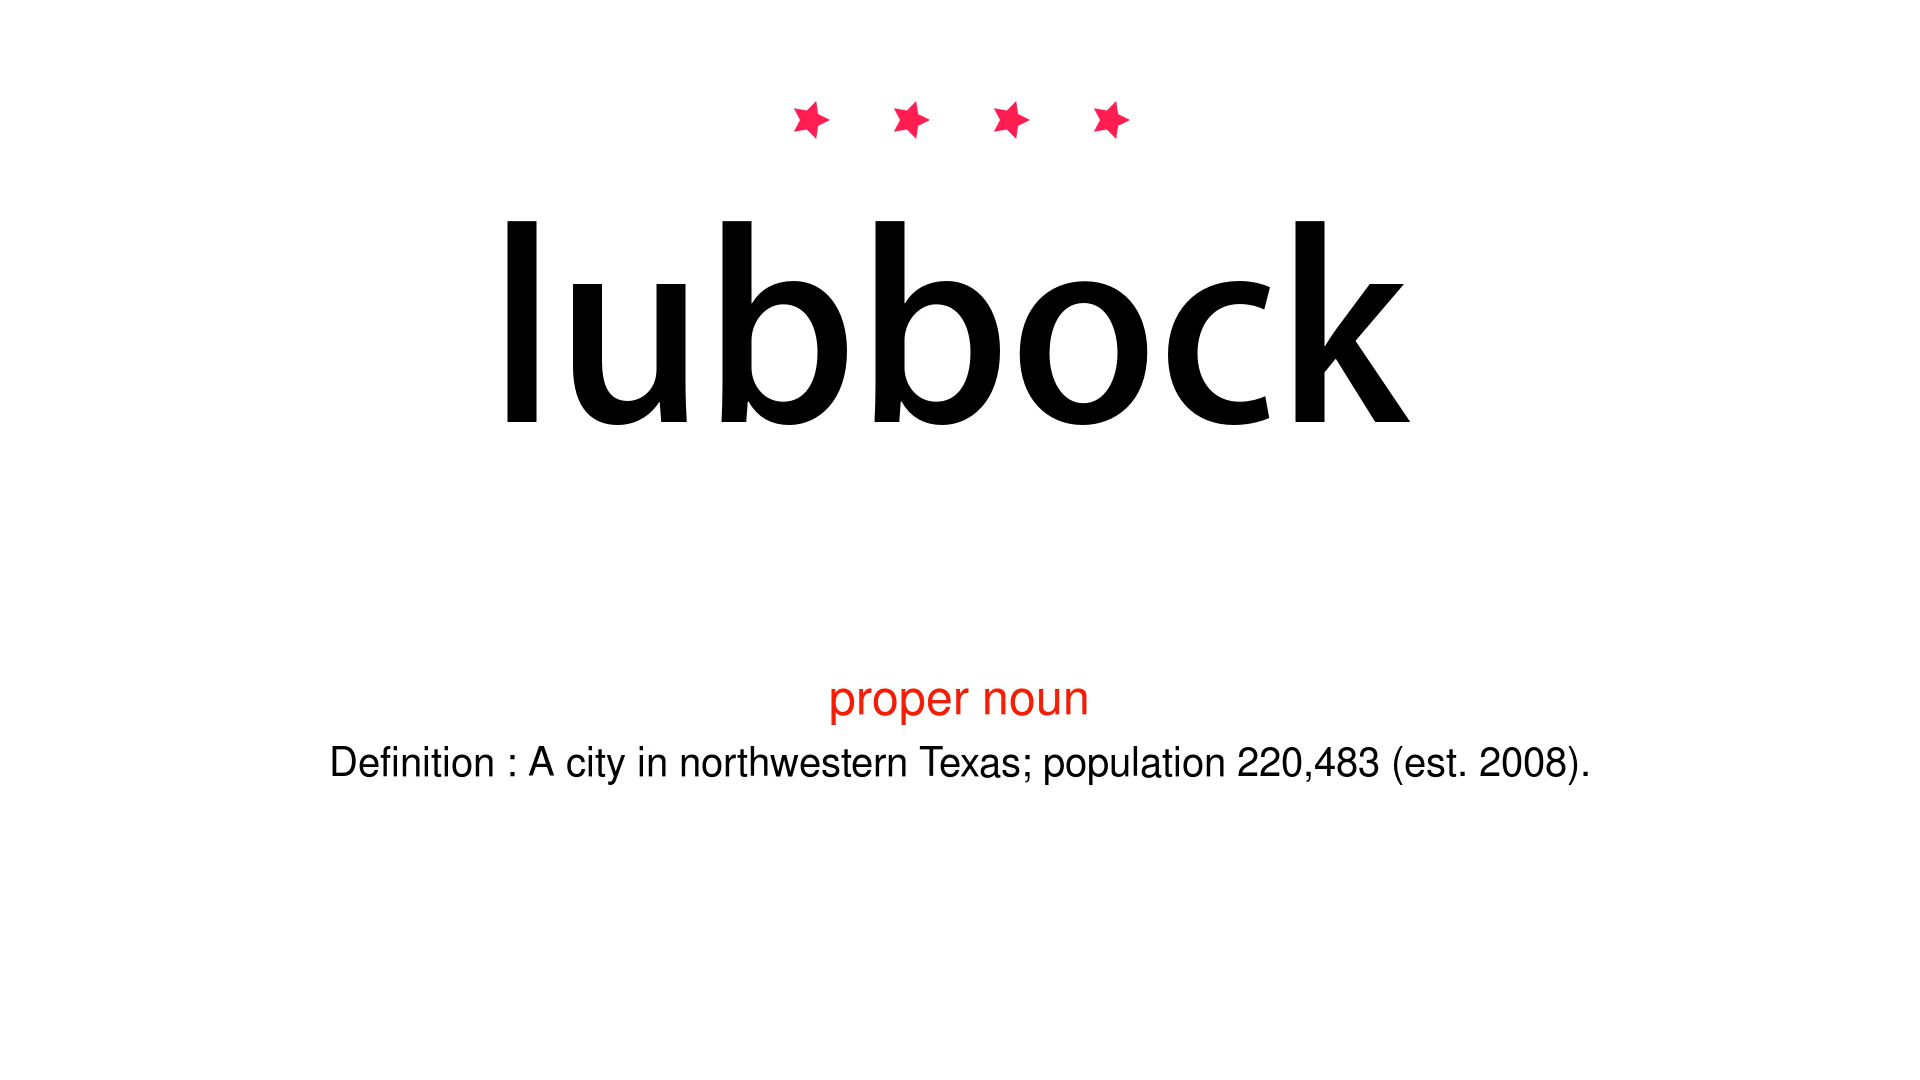 lubbock
proper noun
Definition : A city in northwestern Texas; population 220,483 (est. 2008).